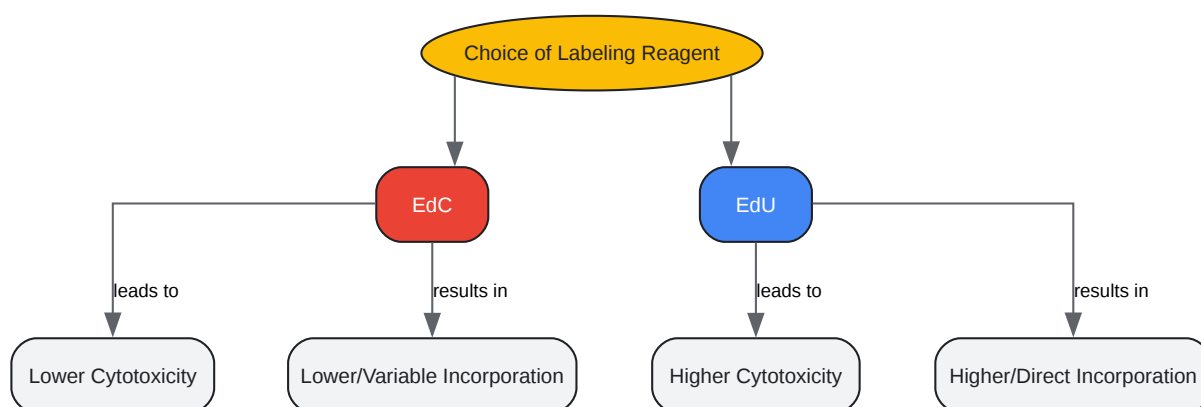 Choice of Labeling Reagent
EdC
EdU
leads to
results in
leads to
results in
Lower Cytotoxicity
Lower/Variable Incorporation
Higher Cytotoxicity
Higher/Direct Incorporation